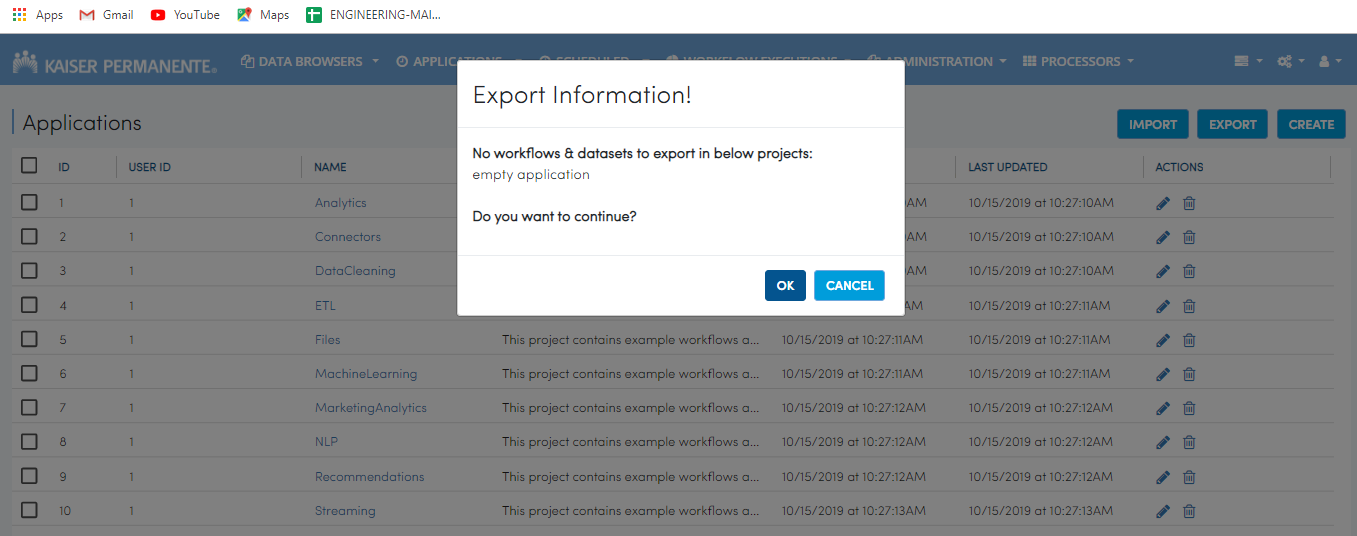 Apps Gmail YouTube Maps ENGINEERING-MAI...
KAISER PERMANENTE® DATA BROWSERS APPLICATIONS SCHEDULED WORKFLOW EXECUTIONS ADMINISTRATION PROCESSORS
Export Information!
No workflows & datasets to export in below projects:
empty application
Do you want to continue?
OK CANCEL
Applications
IMPORT EXPORT CREATE
ID USER ID NAME LAST UPDATED ACTIONS
1 1 Analytics AM 10/15/2019 at 10:27:10AM
2 1 Connectors AM 10/15/2019 at 10:27:10AM
3 1 DataCleaning AM 10/15/2019 at 10:27:10AM
4 1 ETL AM 10/15/2019 at 10:27:11AM
5 1 Files This project contains example workflows a... 10/15/2019 at 10:27:11AM 10/15/2019 at 10:27:11AM
6 1 MachineLearning This project contains example workflows a... 10/15/2019 at 10:27:11AM 10/15/2019 at 10:27:11AM
7 1 MarketingAnalytics This project contains example workflows a... 10/15/2019 at 10:27:12AM 10/15/2019 at 10:27:12AM
8 1 NLP This project contains example workflows a... 10/15/2019 at 10:27:12AM 10/15/2019 at 10:27:12AM
9 1 Recommendations This project contains example workflows a... 10/15/2019 at 10:27:12AM 10/15/2019 at 10:27:12AM
10 1 Streaming This project contains example workflows a... 10/15/2019 at 10:27:13AM 10/15/2019 at 10:27:13AM